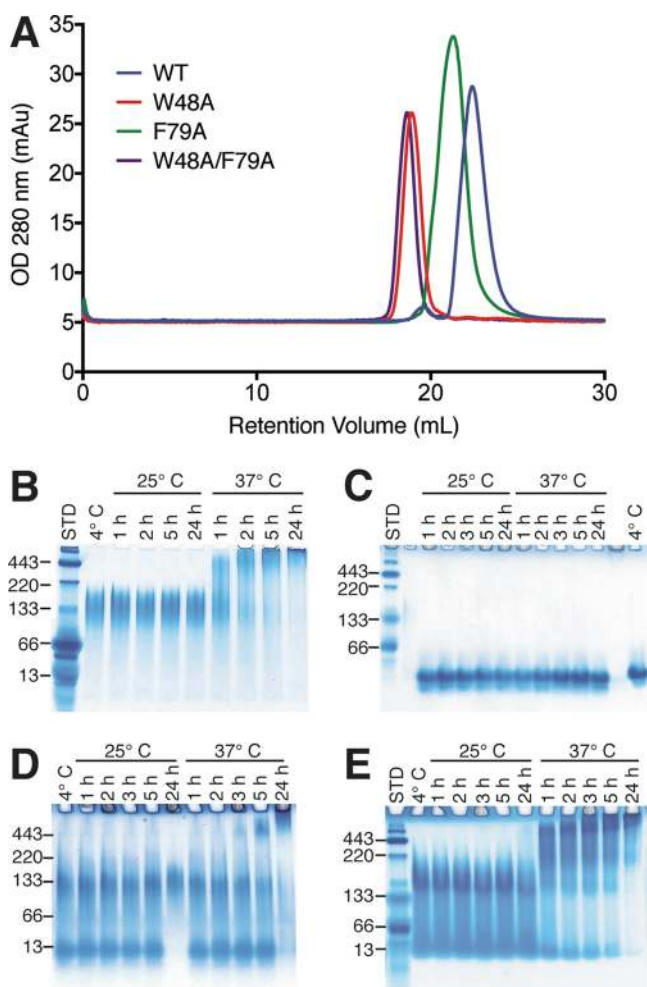 A
35
30
25
20
15
10
5
0
OD 280 nm (mAu)
WT
W48A
F79A
W48A/F79A
0 10 20 30
Retention Volume (mL)
B
25° C 37° C
STD 4° C 1 h 2 h 5 h 24 h 1 h 2 h 5 h 24 h
443
220
133
66
13
C
25° C 37° C
STD 1 h 2 h 5 h 24 h 1 h 2 h 5 h 24 h 4° C
443
220
133
66
D
25° C 37° C
4° C 1 h 2 h 3 h 5 h 24 h 1 h 2 h 3 h 5 h 24 h
443
220
133
66
13
E
25° C 37° C
STD 4° C 1 h 2 h 3 h 5 h 24 h 1 h 2 h 3 h 5 h 24 h
443
220
133
66
13